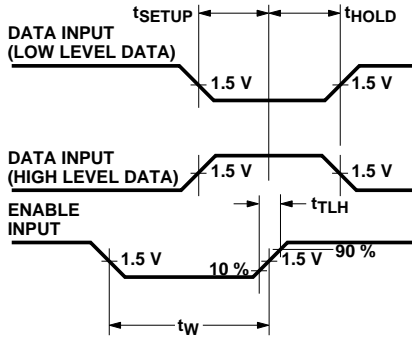 tSETUP
tHOLD
DATA INPUT
(LOW LEVEL DATA)
1.5 V
1.5 V
DATA INPUT
(HIGH LEVEL DATA)
1.5 V
1.5 V
ENABLE
INPUT
tTLH
1.5 V
10 %
1.5 V
90 %
tW